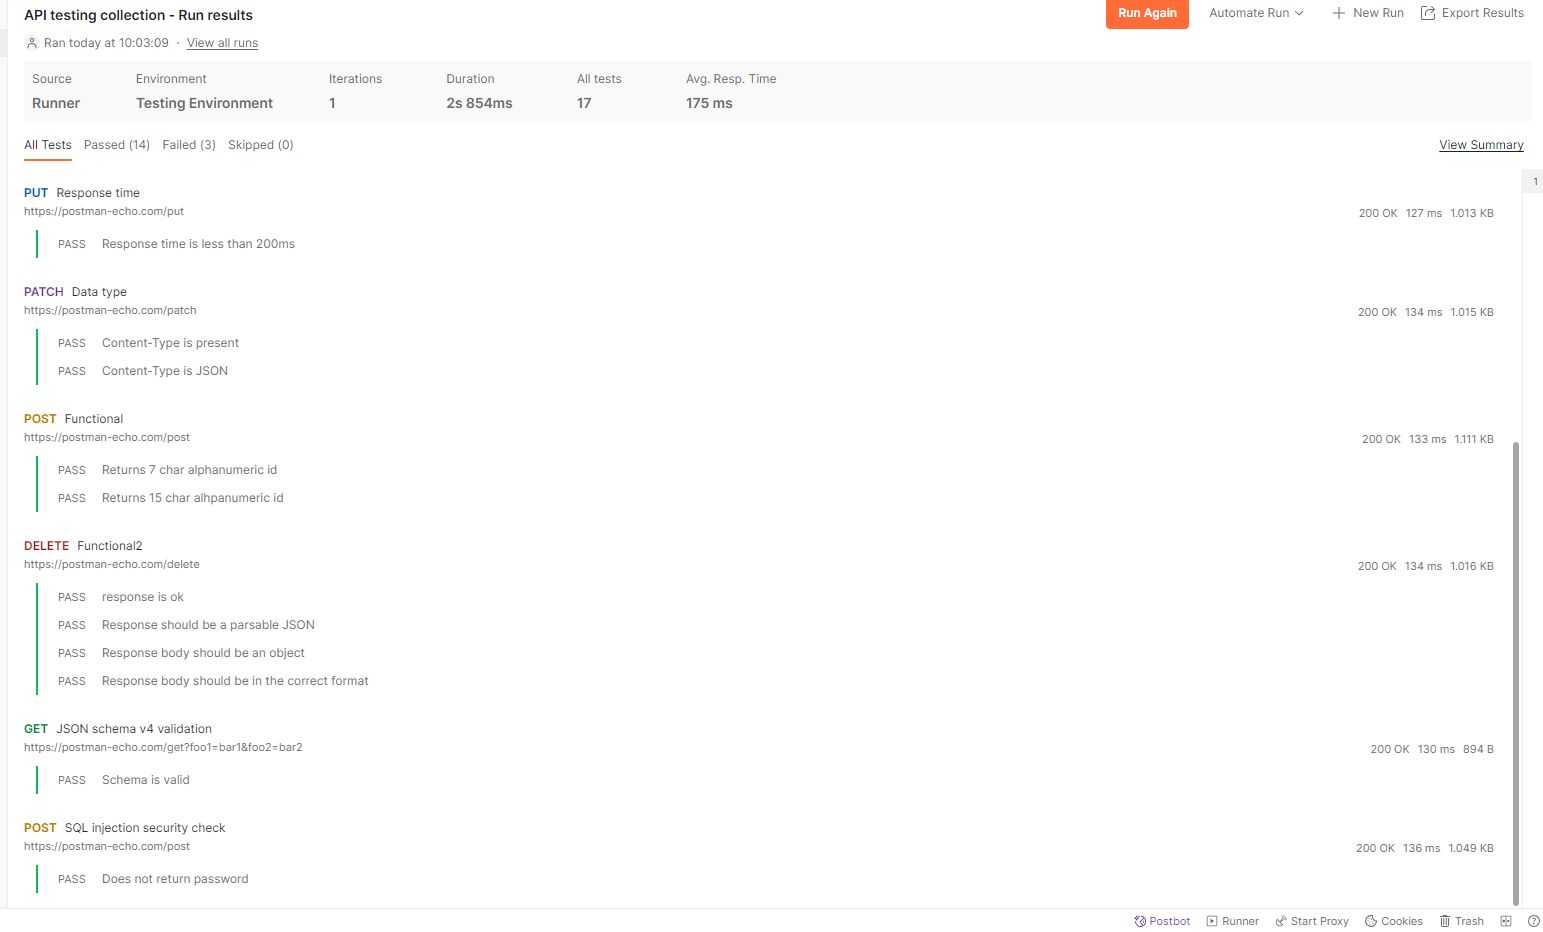 API testing collection - Run results
Run Again Automate Run New Run Export Results
Ran today at 10:03:09 · View all runs
Source Environment Iterations Duration All tests Avg. Resp. Time
Runner Testing Environment 1 2s 854ms 17 175 ms
All Tests Passed (14) Failed (3) Skipped (0) View Summary
1
PUT Response time
https://postman-echo.com/put 200 OK 127 ms 1.013 KB
PASS Response time is less than 200ms
PATCH Data type
https://postman-echo.com/patch 200 OK 134 ms 1.015 KB
PASS Content-Type is present
PASS Content-Type is JSON
POST Functional
https://postman-echo.com/post 200 OK 133 ms 1.111 KB
PASS Returns 7 char alphanumeric id
PASS Returns 15 char alhpanumeric id
DELETE Functional2
https://postman-echo.com/delete 200 OK 134 ms 1.016 KB
PASS response is ok
PASS Response should be a parsable JSON
PASS Response body should be an object
PASS Response body should be in the correct format
GET JSON schema v4 validation
https://postman-echo.com/get?foo1=bar1&foo2=bar2 200 OK 130 ms 894 B
PASS Schema is valid
POST SQL injection security check
https://postman-echo.com/post 200 OK 136 ms 1.049 KB
PASS Does not return password
Postbot Runner Start Proxy Cookies Trash